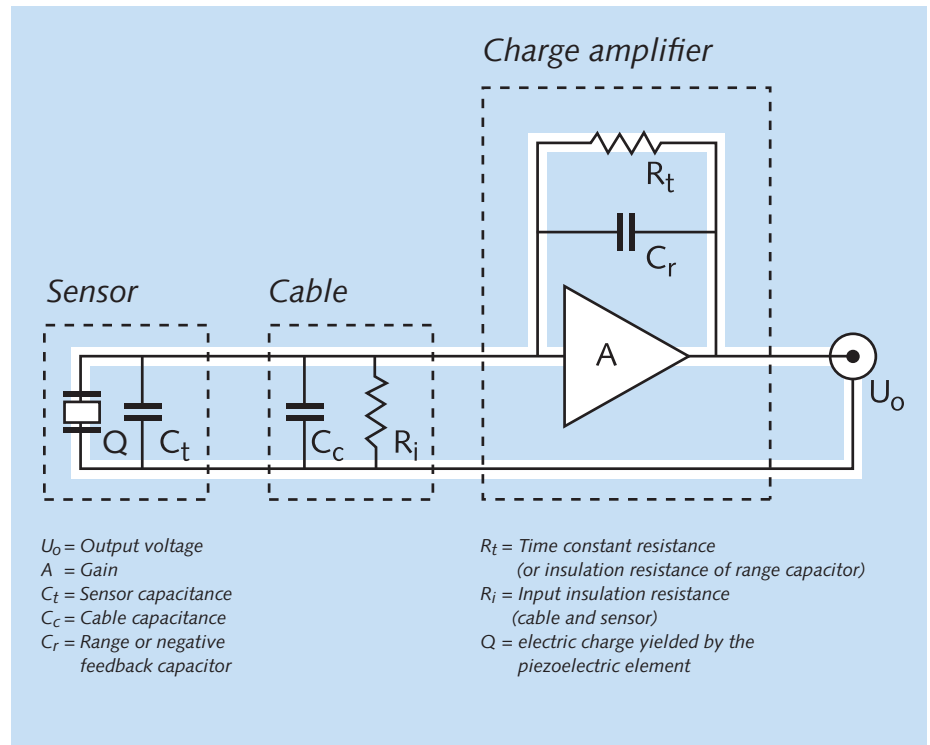 Charge amplifier
Rt
Cr
Sensor
Cable
A
Uo
Q
Ct
Cc
Ri
Uo = Output voltage
A = Gain
Ct = Sensor capacitance
Cc = Cable capacitance
Cr = Range or negative
feedback capacitor
Rt = Time constant resistance
(or insulation resistance of range capacitor)
Ri = Input insulation resistance
(cable and sensor)
Q = electric charge yielded by the
piezoelectric element